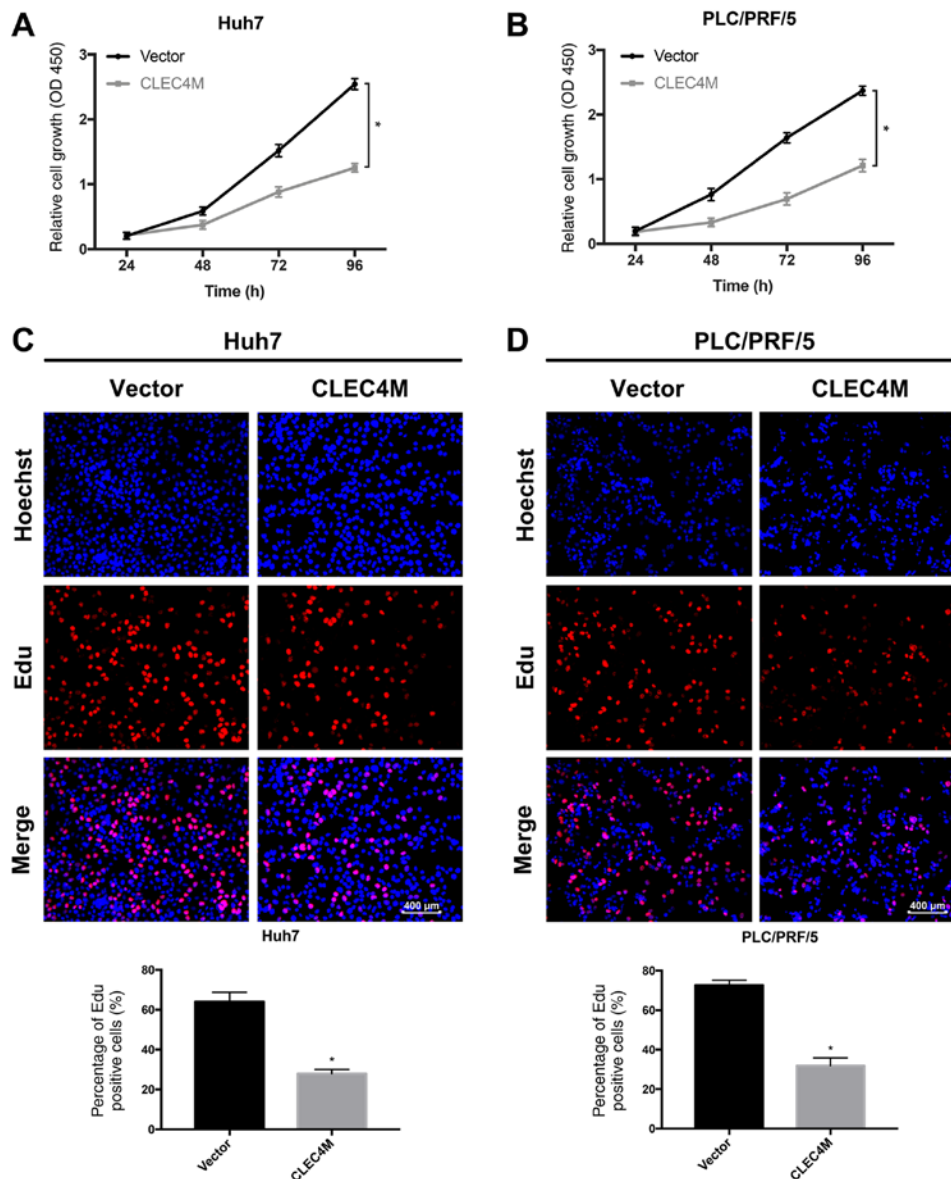 A
Huh7
Relative cell growth (OD 450)
3
2
1
0
Vector
CLEC4M
*
24 48 72 96
Time (h)
B
PLC/PRF/5
Relative cell growth (OD 450)
3
2
1
0
Vector
CLEC4M
*
24 48 72 96
Time (h)
C
Huh7
Vector CLEC4M
Hoechst
Edu
Merge
400 µm
Huh7
Percentage of Edu
positive cells (%)
80
60
40
20
0
*
Vector
CLEC4M
D
PLC/PRF/5
Vector CLEC4M
Hoechst
Edu
Merge
400 µm
PLC/PRF/5
Percentage of Edu
positive cells (%)
80
60
40
20
0
*
Vector
CLEC4M